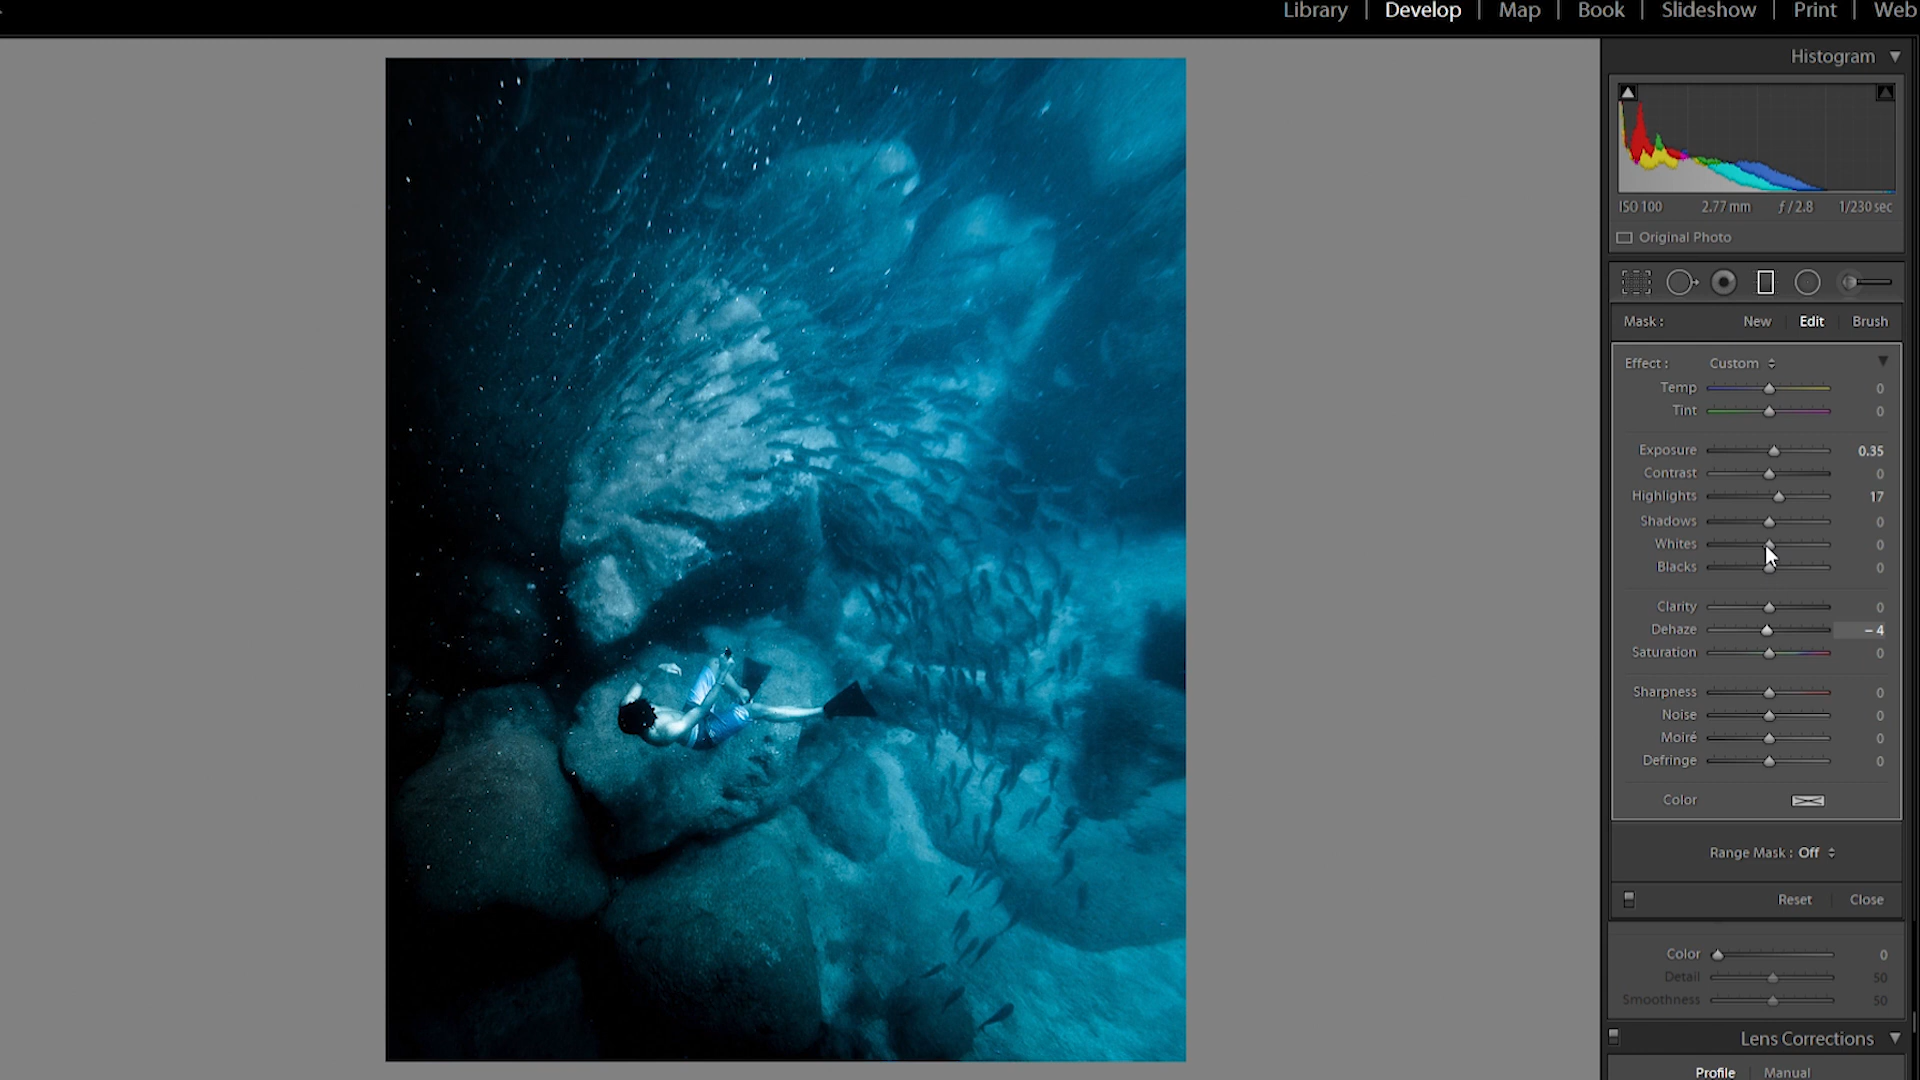 Library | Develop | Map | Book | Slideshow | Print | Web
Histogram
ISO 100 2.77 mm ƒ / 2.8 1/230 sec
Original Photo
Mask : New Edit Brush
Effect : Custom
Temp 0
Tint 0
Exposure 0.35
Contrast 0
Highlights 17
Shadows 0
Whites 0
Blacks 0
Clarity 0
Dehaze – 4
Saturation 0
Sharpness 0
Noise 0
Moiré 0
Defringe 0
Color
Range Mask : Off
Reset Close
Color 0
Detail 50
Smoothness 50
Lens Corrections
Profile Manual